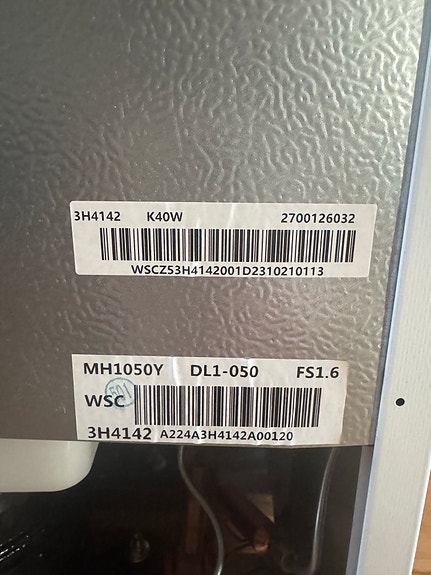 3H4142 K40W 2700126032
WSCZ53H4142001D2310210113
MH1050Y DL1-050 FS1.6
WSC
3H4142 A224A3H4142A00120